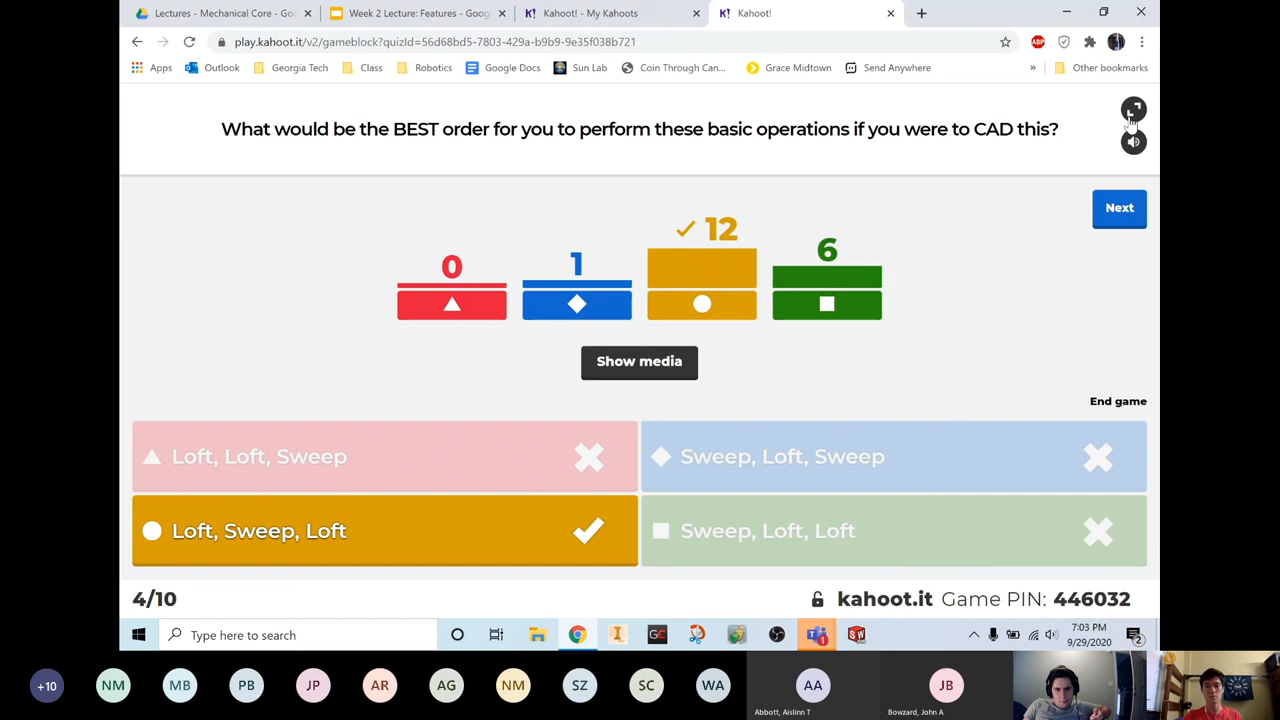 Lectures - Mechanical Core - Go
Week 2 Lecture: Features - Goog
Kahoot! - My Kahoots
Kahoot!
play.kahoot.it/v2/gameblock?quizId=56d68bd5-7803-429a-b9b9-9e35f038b721
ABP
Apps
Outlook
Georgia Tech
Class
Robotics
Google Docs
Sun Lab
Coin Through Can...
Grace Midtown
Send Anywhere
»
Other bookmarks
What would be the BEST order for you to perform these basic operations if you were to CAD this?
Next
0
1
12
6
Show media
End game
Loft, Loft, Sweep
Sweep, Loft, Sweep
Loft, Sweep, Loft
Sweep, Loft, Loft
4/10
kahoot.it Game PIN: 446032
Type here to search
7:03 PM
9/29/2020
2
+10
NM
MB
PB
JP
AR
AG
NM
SZ
SC
WA
AA
JB
Abbott, Aislinn T
Bowzard, John A